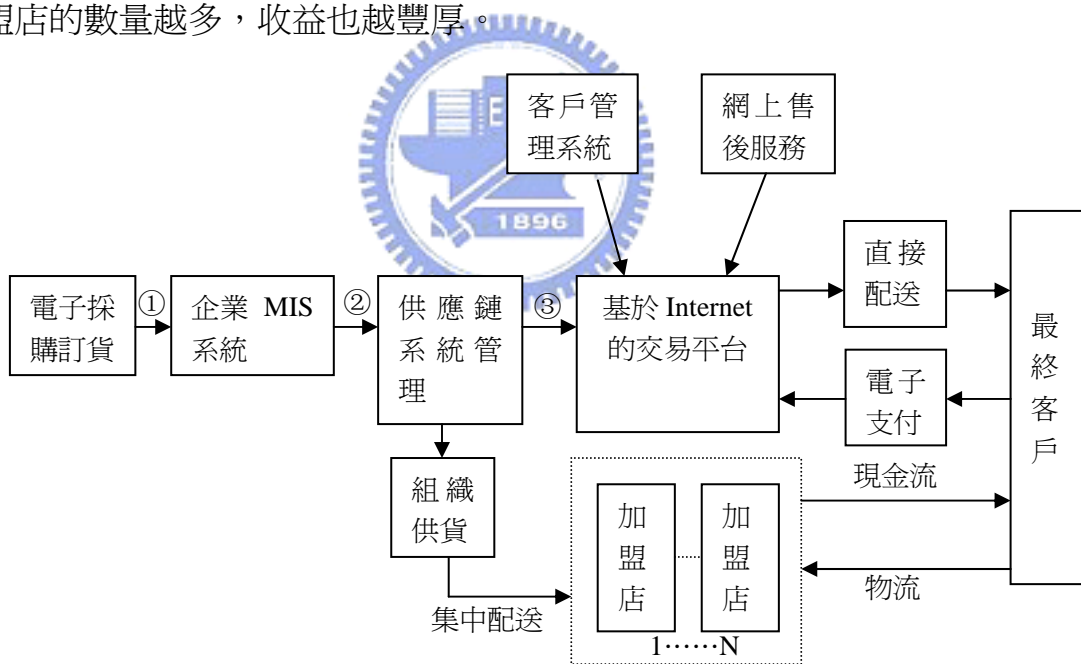 盟店的數量越多，收益也越豐厚。
客戶管
理系統
網上售
後服務
1896
電子採
購訂貨
①
企業 MIS
系統
②
供應鏈
系統管
理
③
基於 Internet
的交易平台
直接
配送
電子
支付
最
終
客
戶
現金流
組織
供貨
加
盟
店
加
盟
店
物流
集中配送
1······N